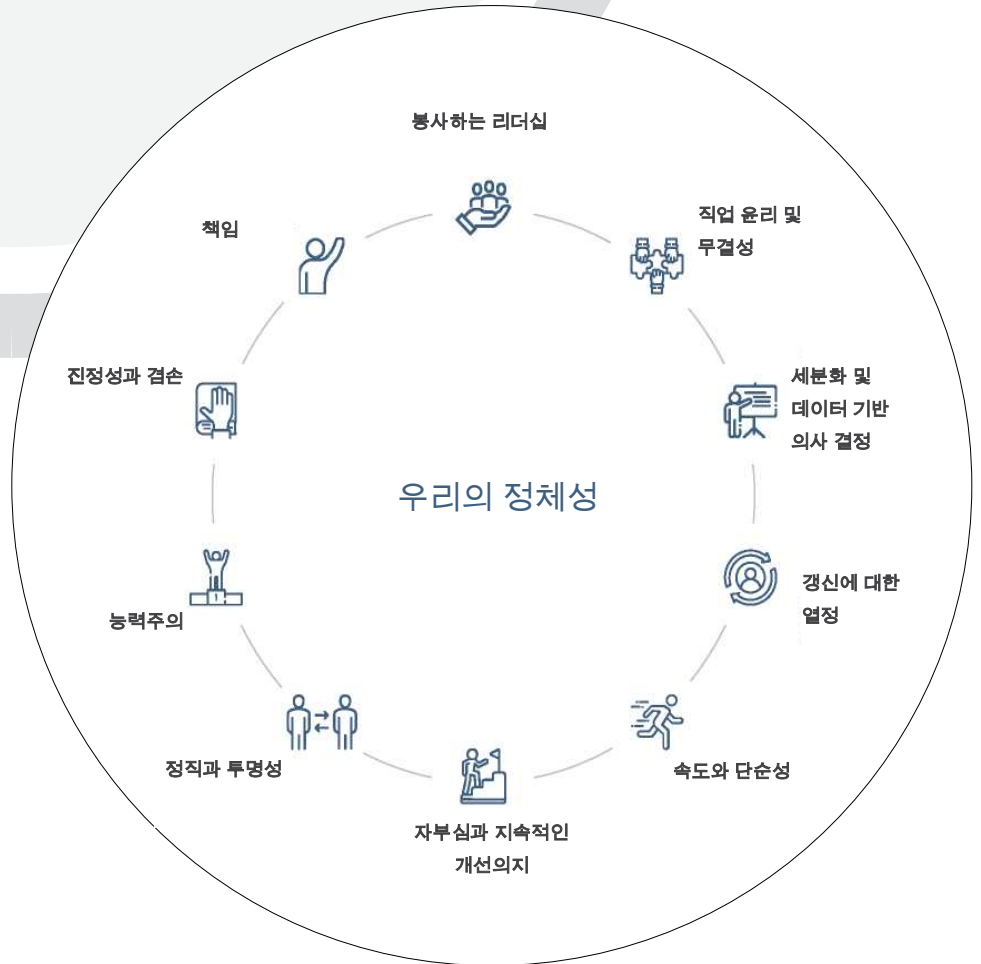 봉사하는 리더십
직업 윤리 및
무결성
세분화 및
데이터 기반
의사 결정
갱신에 대한
열정
속도와 단순성
자부심과 지속적인
개선의지
정직과 투명성
능력주의
진정성과 겸손
책임
우리의 정체성